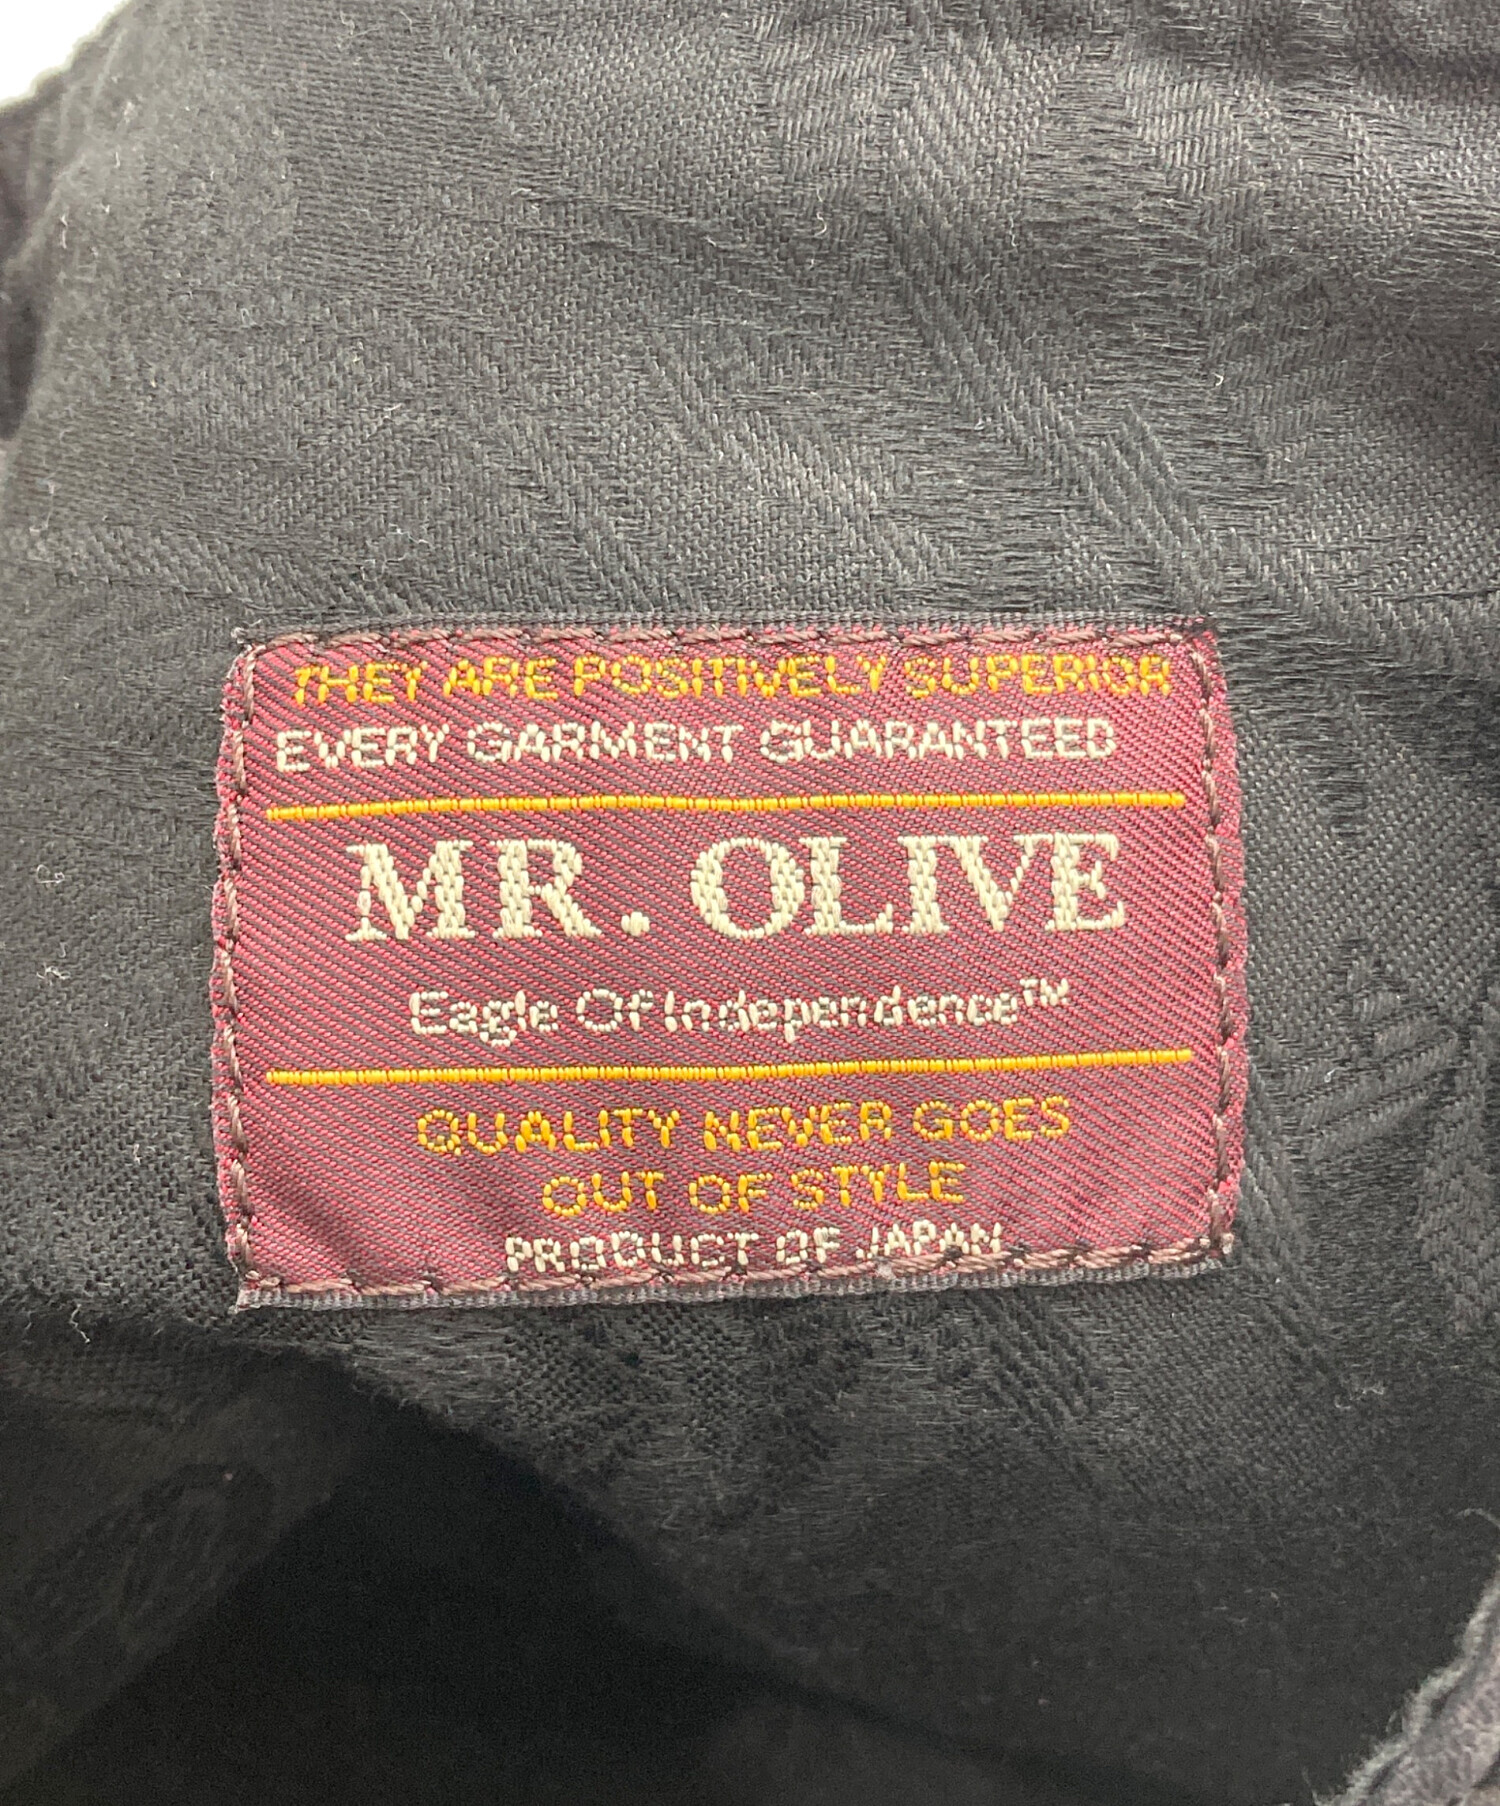 THEY ARE POSITIVELY SUPERIOR
EVERY GARMENT GUARANTEED
MR. OLIVE
Eagle Of Independence™
QUALITY NEVER GOES
OUT OF STYLE
PRODUCT OF JAPAN